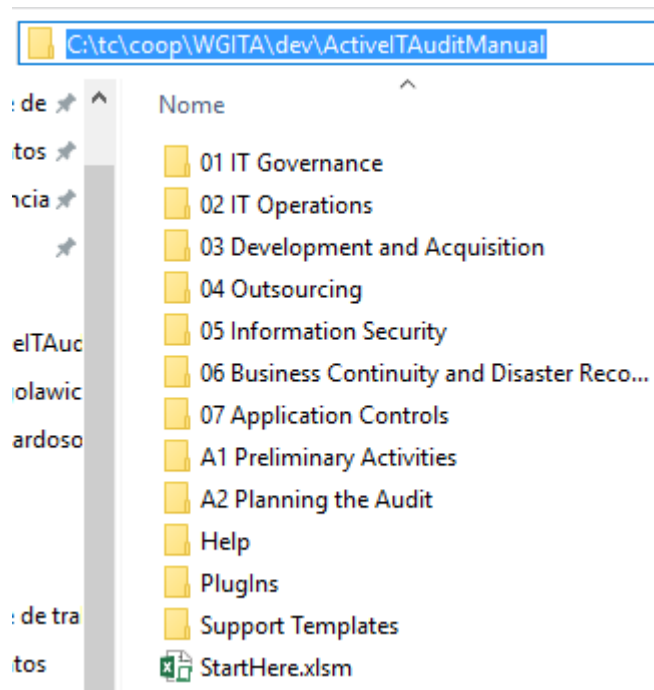 C:\tc\coop\WGITA\dev\ActiveITAuditManual
: de
Nome
tos
01 IT Governance
ncia
02 IT Operations
03 Development and Acquisition
04 Outsourcing
elTAud
05 Information Security
olawic
06 Business Continuity and Disaster Reco...
ardoso
07 Application Controls
A1 Preliminary Activities
A2 Planning the Audit
Help
PlugIns
: de tra
Support Templates
tos
StartHere.xlsm